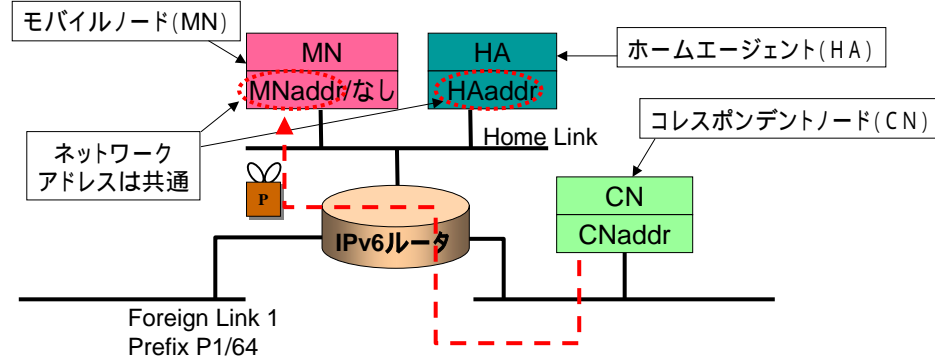 モバイルノード(MN)
MN
MNaddr/なし
HA
HAaddr
ホームエージェント(HA)
Home Link
コレスポンデントノード(CN)
ネットワーク
アドレスは共通
P
CN
CNaddr
IPv6ルータ
Foreign Link 1
Prefix P1/64